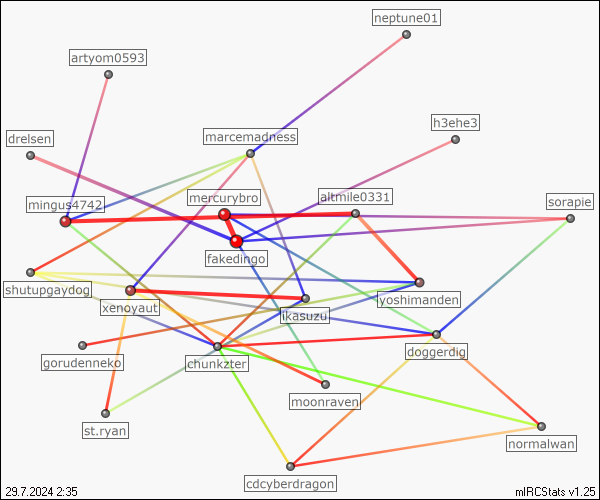 neptune01
artyom0593
h3ehe3
marcemadness
drelsen
mercurybro
altmile0331
mingus4742
sorapie
fakedingo
shutupgaydog
yoshimanden
xenoyaut
ikasuzu
doggerdig
gorudenneko
chunkzter
moonraven
st.ryan
normalwan
cdcyberdragon
29.7.2024 2:35
mIRCStats v1.25